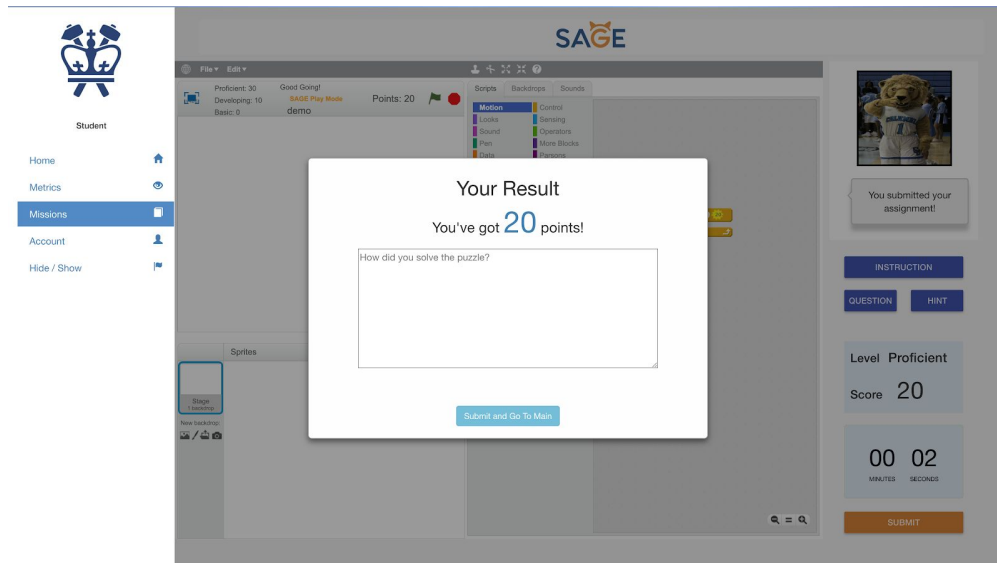 Student
Home
Metrics
Missions
Account
Hide / Show
SAGE
File Edit
Proficient: 30
Developing: 10
Basic: 0
Good Going!
SAGE Play Mode
demo
Points: 20
Scripts Backdrops Sounds
Motion Control
Looks Sensing
Sound Operators
Pen More Blocks
Data Parsons
Your Result
You've got 20 points!
How did you solve the puzzle?
Submit and Go To Main
Sprites
Stage
1 backdrop
New backdrop:
You submitted your
assignment!
INSTRUCTION
QUESTION HINT
Level Proficient
Score 20
00 02
MINUTES SECONDS
SUBMIT